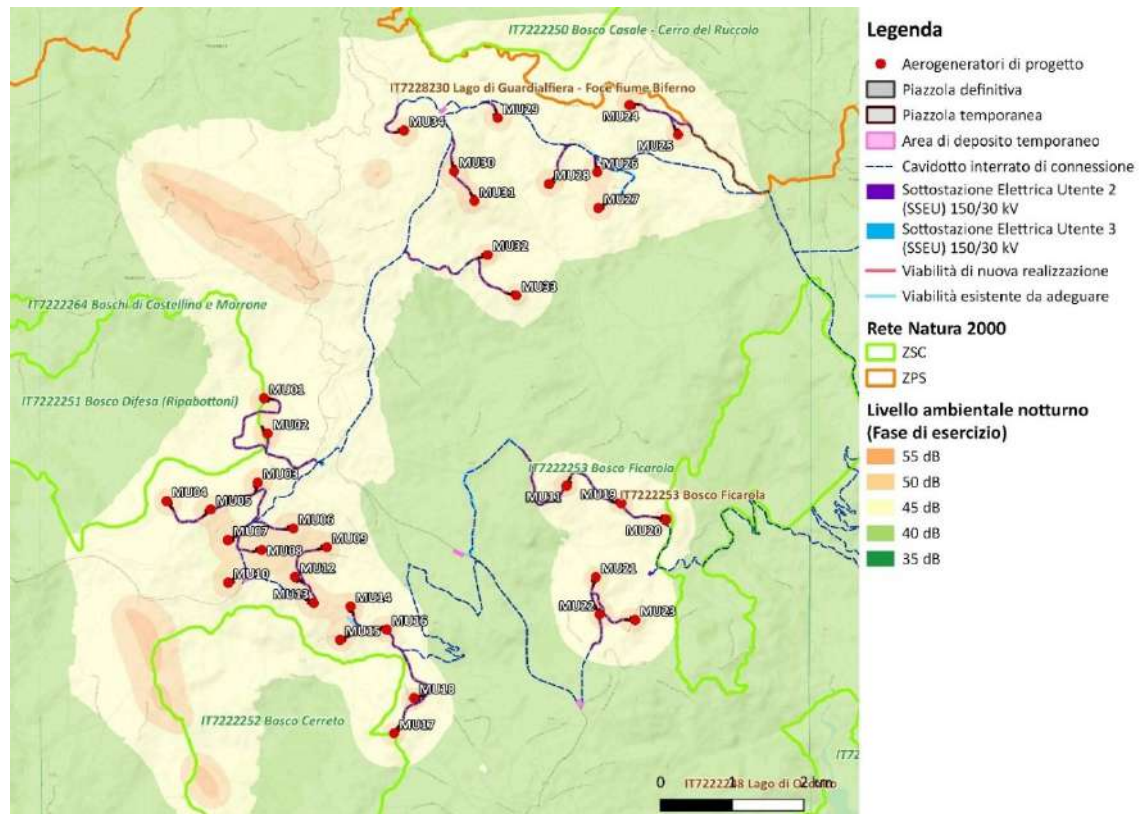 IT7222250 Bosco Casale - Cerro del Ruccolo
IT7228230 Lago di Guardialfiera - Foce fiume Biferno
MU29
MU24
MU34
MU25
MU26
MU30
MU28
MU31
MU27
MU32
MU33
IT7222264 Boschi di Castellino e Morrone
MU01
IT7222251 Bosco Difesa (Ripabottoni)
MU02
IT7222253 Bosco Ficarola
MU03
MU04
MU05
MU11
MU19
IT7222253 Bosco Ficarola
MU20
MU06
MU07
MU08
MU09
MU10
MU12
MU21
MU13
MU14
MU22
MU23
MU15
MU16
MU18
IT7222252 Bosco Cerreto
MU17
0 1 2 km
Legenda
Aerogeneratori di progetto
Piazzola definitiva
Piazzola temporanea
Area di deposito temporaneo
Cavidotto interrato di connessione
Sottostazione Elettrica Utente 2
(SSEU) 150/30 kV
Sottostazione Elettrica Utente 3
(SSEU) 150/30 kV
Viabilità di nuova realizzazione
Viabilità esistente da adeguare
Rete Natura 2000
ZSC
ZPS
Livello ambientale notturno
(Fase di esercizio)
55 dB
50 dB
45 dB
40 dB
35 dB